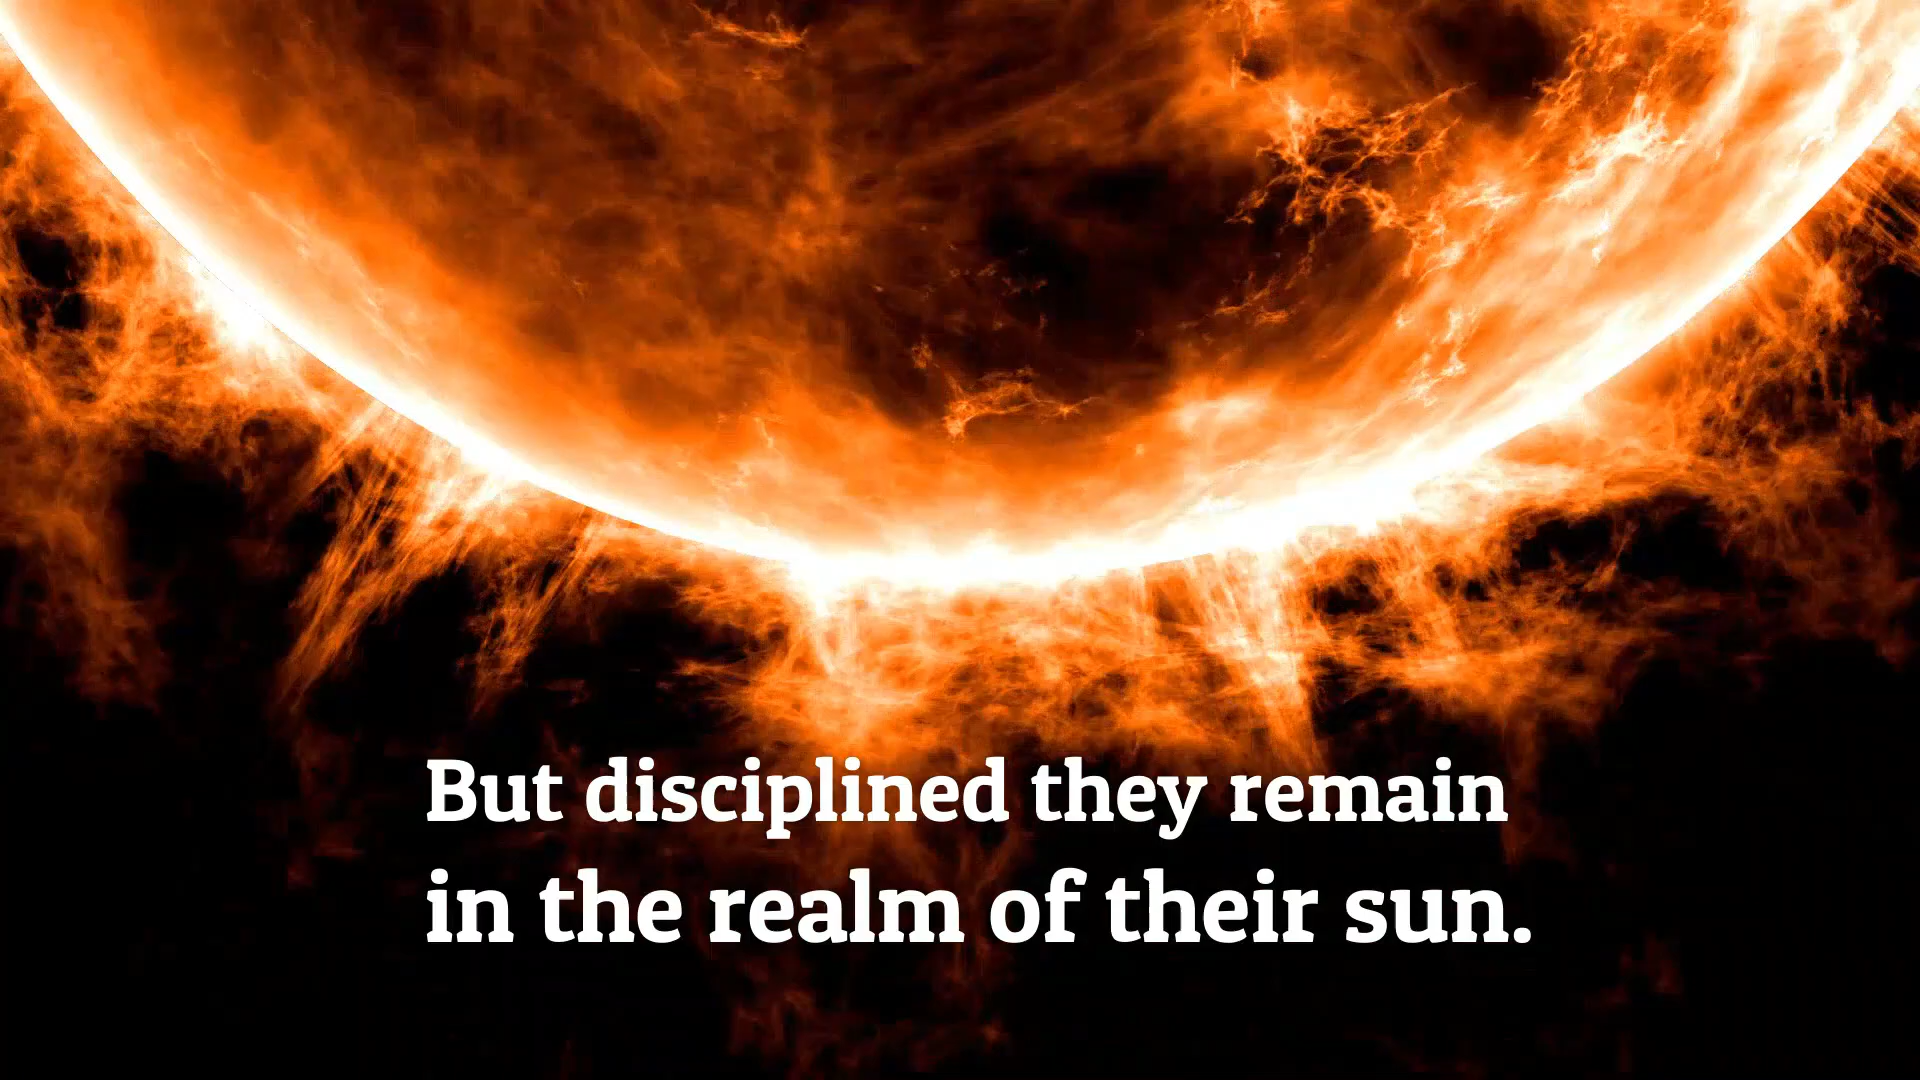 But disciplined they remain
in the realm of their sun.